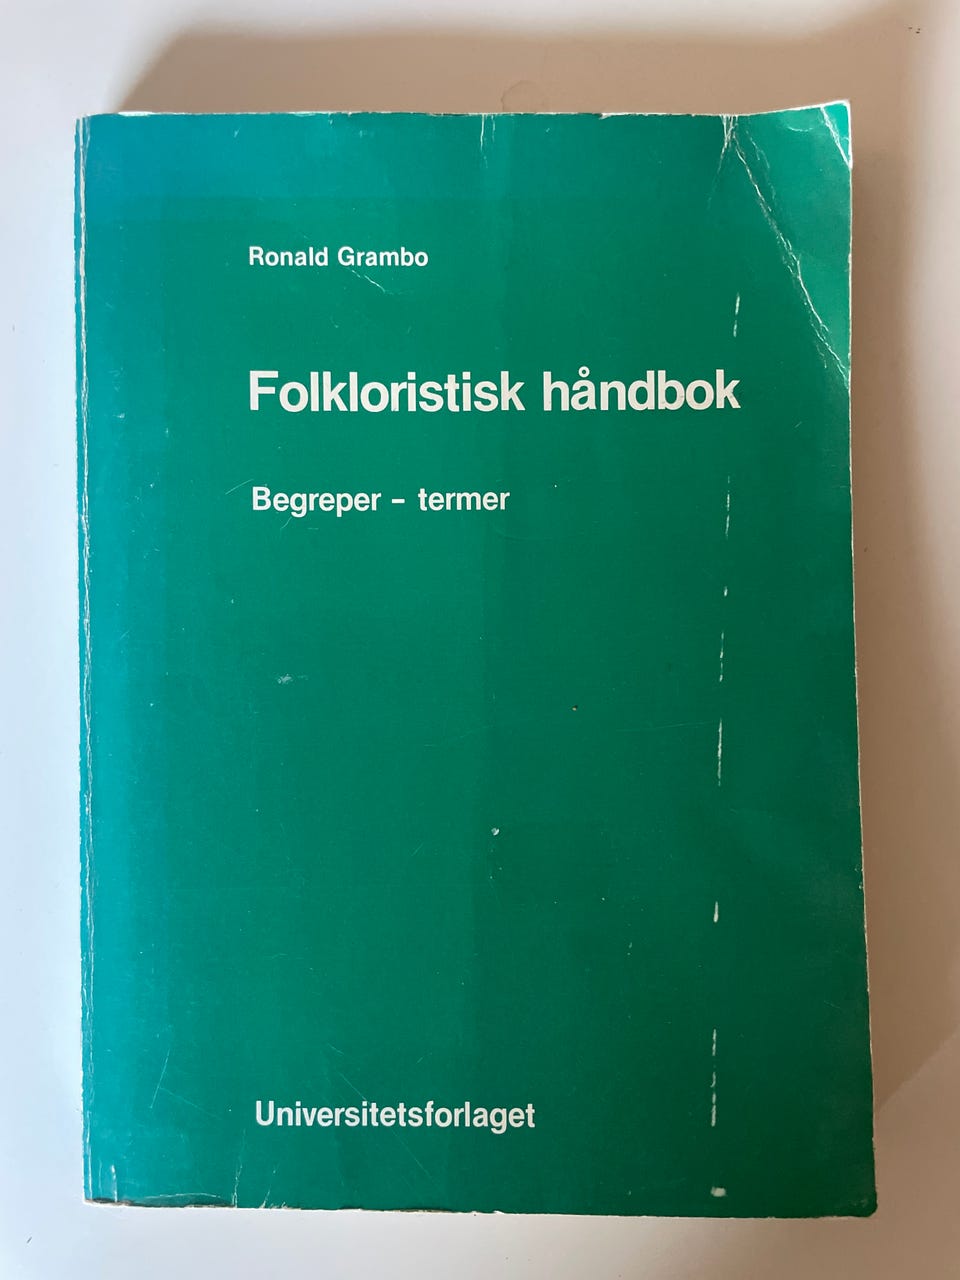 Ronald Grambo
Folkloristisk håndbok
Begreper - termer
Universitetsforlaget